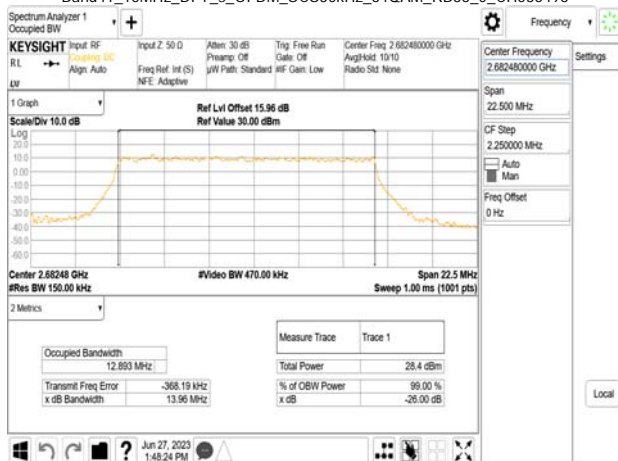 Spectrum Analyzer 1
Occupied BW
+
Frequency
KEYSIGHT
RL
Input: RF
Coupling: DC
Align: Auto
Input Z: 50 Ω
Freq Ref: Int (S)
NFE: Adaptive
Atten: 30 dB
Preamp: Off
µW Path: Standard
Trig: Free Run
Gate: Off
#IF Gain: Low
Center Freq: 2.682480000 GHz
Avg|Hold: 10/10
Radio Std: None
LVI
Center Frequency
2.682480000 GHz
Settings
Span
22.500 MHz
CF Step
2.250000 MHz
Auto
Man
Freq Offset
0 Hz
Local
1 Graph
Scale/Div 10.0 dB
Ref Lvl Offset 15.96 dB
Ref Value 30.00 dBm
Log
20.0
10.0
0.00
-10.0
-20.0
-30.0
-40.0
-50.0
-60.0
Center 2.68248 GHz
#Res BW 150.00 kHz
#Video BW 470.00 kHz
Span 22.5 MHz
Sweep 1.00 ms (1001 pts)
2 Metrics
Measure Trace Trace 1
Occupied Bandwidth
12.893 MHz
Total Power 28.4 dBm
Transmit Freq Error -368.19 kHz
% of OBW Power 99.00 %
x dB Bandwidth 13.96 MHz
x dB -26.00 dB
?
Jun 27, 2023
1:48:24 PM